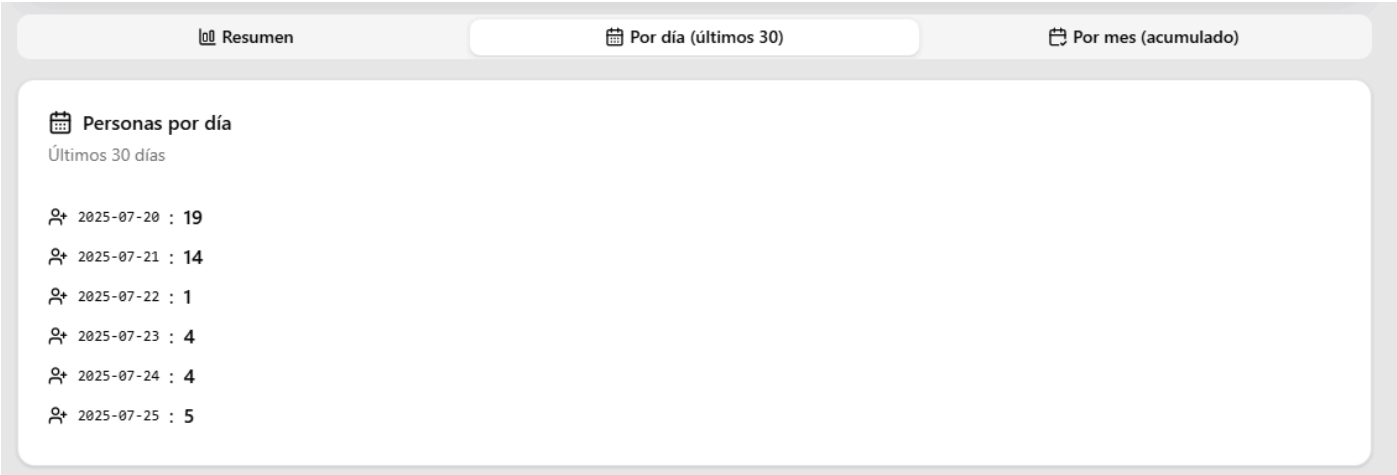 Resumen
Por día (últimos 30)
Por mes (acumulado)
Personas por día
Últimos 30 días
2025-07-20 : 19
2025-07-21 : 14
2025-07-22 : 1
2025-07-23 : 4
2025-07-24 : 4
2025-07-25 : 5